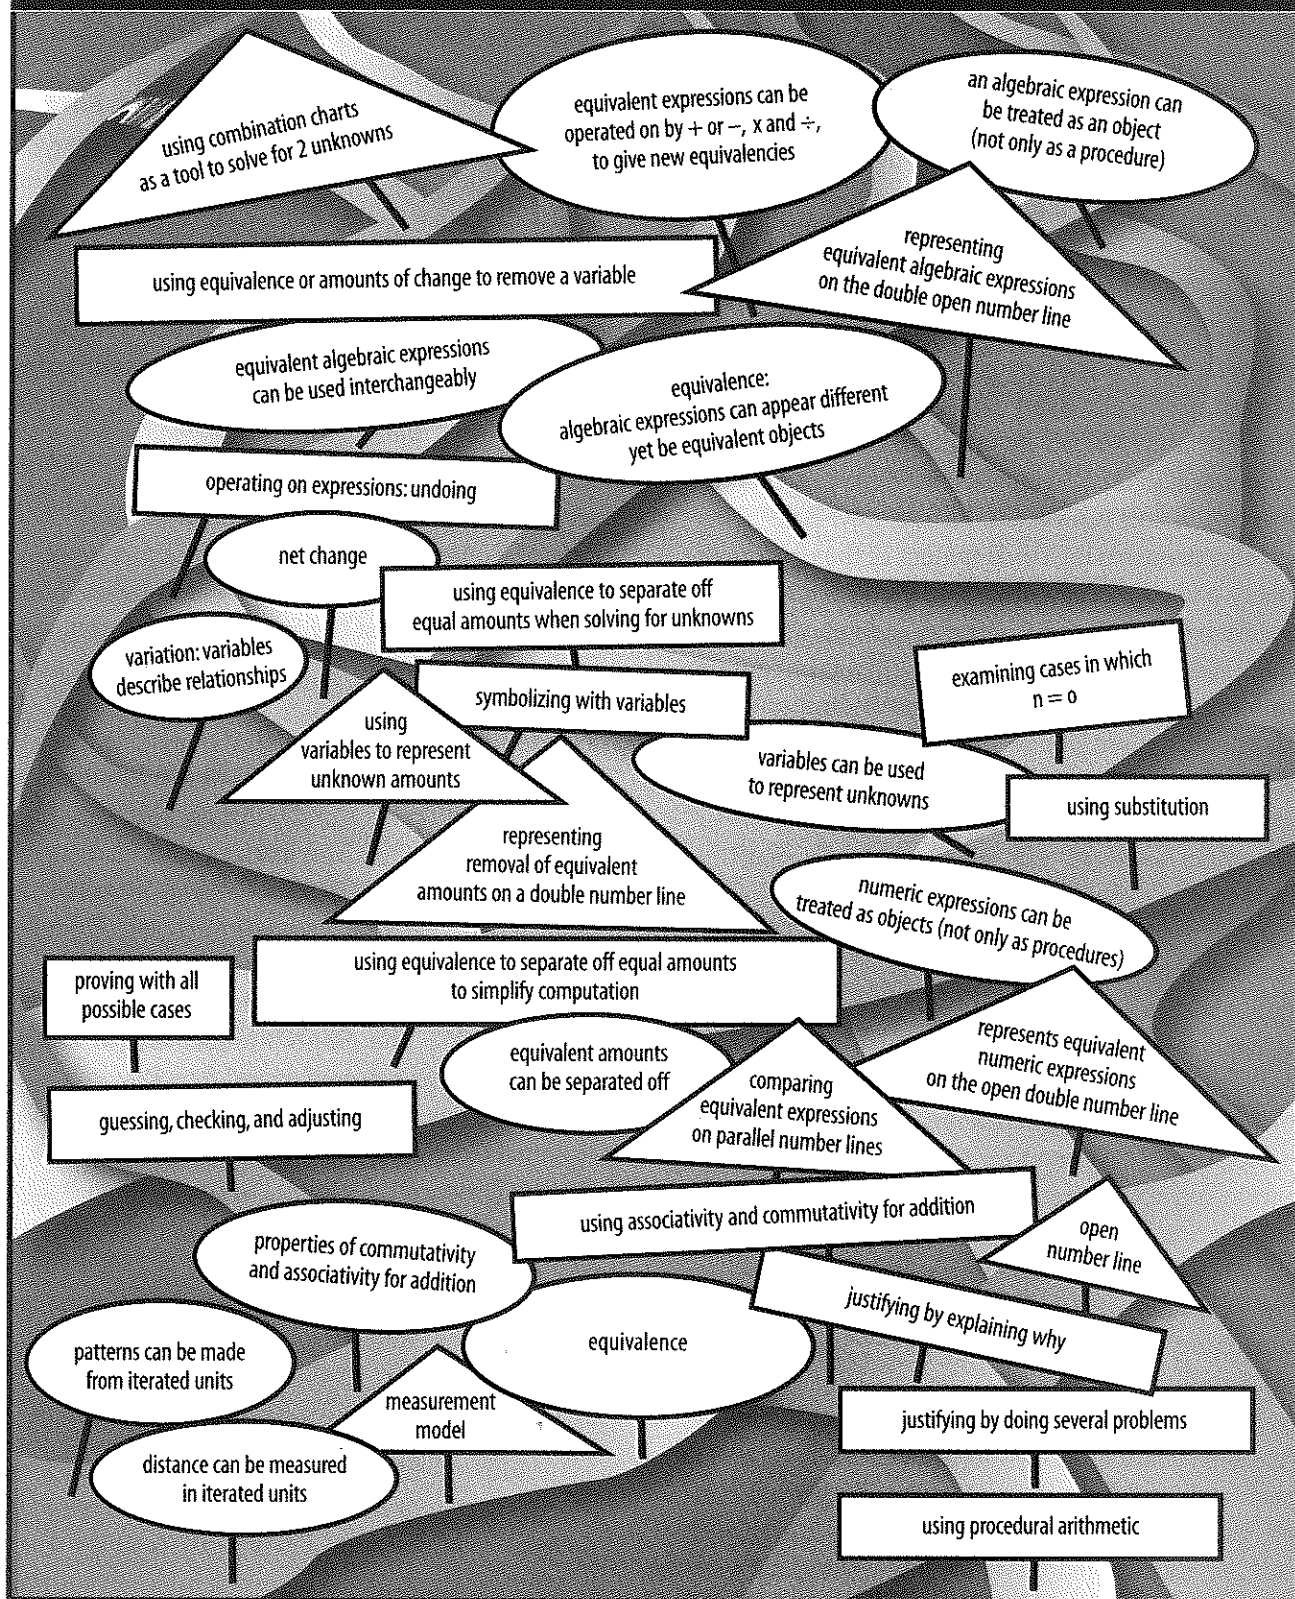 using combination charts
as a tool to solve for 2 unknowns
equivalent expressions can be
operated on by + or –, x and ÷,
to give new equivalencies
an algebraic expression can
be treated as an object
(not only as a procedure)
using equivalence or amounts of change to remove a variable
representing
equivalent algebraic expressions
on the double open number line
equivalent algebraic expressions
can be used interchangeably
equivalence:
algebraic expressions can appear different
yet be equivalent objects
operating on expressions: undoing
net change
using equivalence to separate off
equal amounts when solving for unknowns
variation: variables
describe relationships
symbolizing with variables
examining cases in which
n = o
using
variables to represent
unknown amounts
variables can be used
to represent unknowns
using substitution
representing
removal of equivalent
amounts on a double number line
numeric expressions can be
treated as objects (not only as procedures)
proving with all
possible cases
using equivalence to separate off equal amounts
to simplify computation
equivalent amounts
can be separated off
comparing
equivalent expressions
on parallel number lines
represents equivalent
numeric expressions
on the open double number line
guessing, checking, and adjusting
using associativity and commutativity for addition
open
number line
properties of commutativity
and associativity for addition
justifying by explaining why
patterns can be made
from iterated units
equivalence
measurement
model
justifying by doing several problems
distance can be measured
in iterated units
using procedural arithmetic